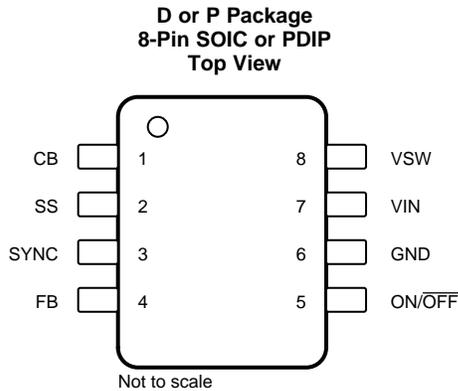 D or P Package
8-Pin SOIC or PDIP
Top View
CB 1 8 VSW
SS 2 7 VIN
SYNC 3 6 GND
FB 4 5 ON/OFF
Not to scale